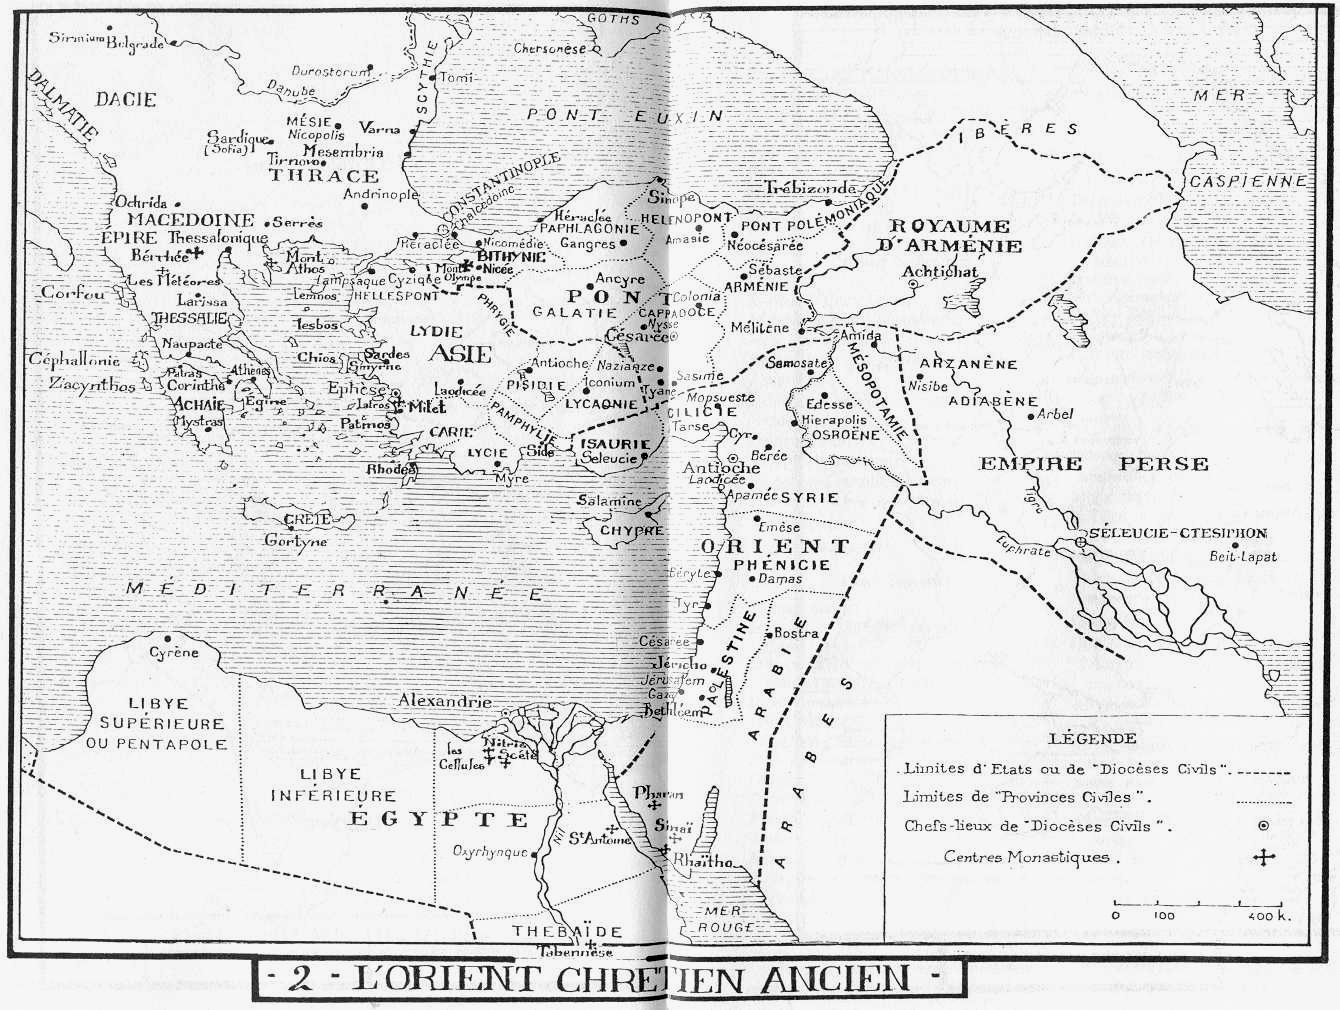 GOTHS
Sirmium
Belgrade
Chersonèse
Durostorum
Danube
SCYTHIE
Tomi
DALMATIE
DACIE
MER
CASPIENNE
PONT EUXIN
MÉSIE
Nicopolis
Varna
Sardique
(Sofia)
Mesembria
Tirnovo
THRACE
IBÈRES
Andrinople
CONSTANTINOPLE
Chalcedoine
Sinope
Trébizonde
Ochrida
MACEDOINE
Serrès
Héraclée
PAPHLAGONIE
HELENOPONT
PONT POLÉMONIAQUE
ROYAUME
D'ARMÉNIE
EPIRE
Thessalonique
Héraclée
Nicomédie
Gangres
Amasie
Néocésarée
Bérrhée
Mont
Athos
BITHYNIE
Nicée
Mont
Olympe
Les Météores
Lampsaque
Cyzique
Ancyre
Sébaste
ARMÉNIE
Achtichat
Corfou
Larissa
Lemnos
HELLESPONT
PHRYGIE
PONT
Colonia
THESSALIE
GALATIE
CAPPADOCE
Lesbos
LYDIE
Nysse
Mélitène
Naupacte
ASIE
Césarée
Amida
Céphallonie
Chios
Sardes
Smyrne
Antioche
Nazianze
Samosate
ARZANÈNE
Zacynthos
Patras
Athènes
Corinthe
PISIDIE
Iconium
Sasime
MÉSOPOTAMIE
Nisibe
Ephèse
Laodicée
Tyane
ADIABÈNE
ACHAIE
Egine
Latros
Milet
LYCAONIE
Mopsueste
Edesse
Arbel
CILICIE
Hierapolis
Mystras
Patmos
PAMPHYLIE
Tarse
OSROËNE
CARIE
ISAURIE
Cyr
LYCIE
Side
Seleucie
Bérée
EMPIRE PERSE
Rhodes
Myre
Antioche
Laodicée
Apamée
SYRIE
Tigre
Salamine
CRETE
Gortyne
CHYPRE
Emèse
SÉLEUCIE-CTESIPHON
Euphrate
Beit-Lapat
ORIENT
PHÉNICIE
MÉDITERRANÉE
Béryte
Damas
Tyr
Cyrène
Césarée
PALESTINE
Bostra
Jéricho
Jérusalem
Gaza
Bethléem
ARABIE
ARABES
LIBYE
SUPÉRIEURE
OU PENTAPOLE
Alexandrie
les
Cellules
Nitrie
Scété
LIBYE
INFÉRIEURE
ÉGYPTE
Pharan
Sinaï
Nil
St Antoine
Oxyrhynque
Rhaïtho
MER
ROUGE
THEBAÏDE
Tabennèse
LÉGENDE
Limites d'Etats ou de "Diocèses Civils".
Limites de "Provinces Civiles".
Chefs-lieux de "Diocèses Civils".
Centres Monastiques.
0 100 400 k.
- 2 - L'ORIENT CHRETIEN ANCIEN -